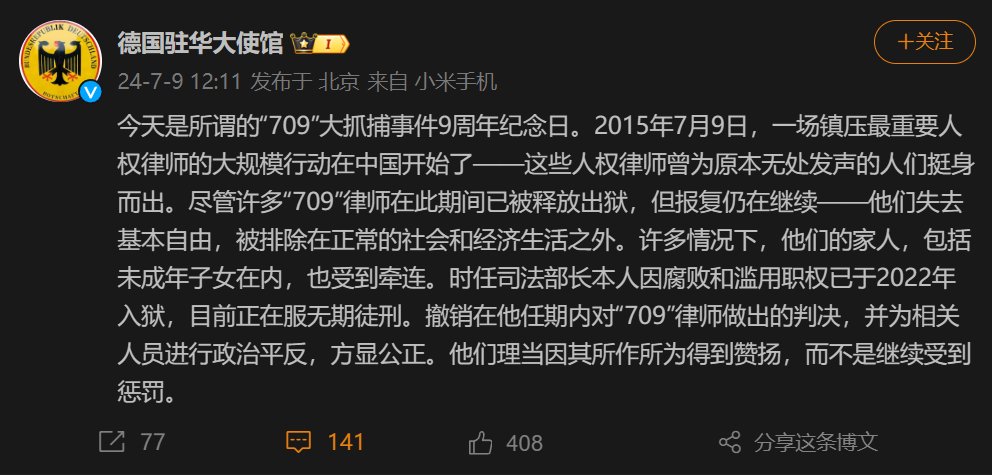 德国驻华大使馆 I
+关注
24-7-9 12:11 发布于 北京 来自 小米手机
今天是所谓的“709”大抓捕事件9周年纪念日。2015年7月9日，一场镇压最重要人
权律师的大规模行动在中国开始了——这些人权律师曾为原本无处发声的人们挺身
而出。尽管许多“709”律师在此期间已被释放出狱，但报复仍在继续——他们失去
基本自由，被排除在正常的社会和经济生活之外。许多情况下，他们的家人，包括
未成年子女在内，也受到牵连。时任司法部长本人因腐败和滥用职权已于2022年
入狱，目前正在服无期徒刑。撤销在他任期内对“709”律师做出的判决，并为相关
人员进行政治平反，方显公正。他们理当因其所作所为得到赞扬，而不是继续受到
惩罚。
77
141
408
分享这条博文